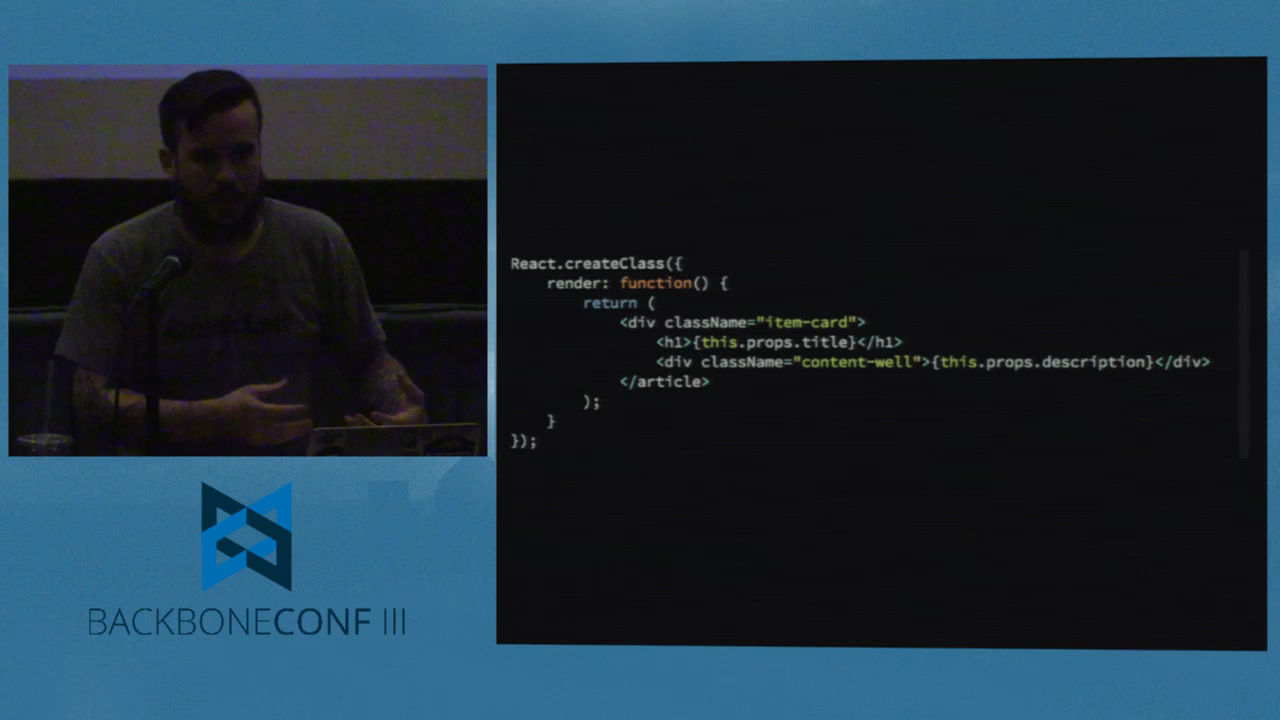 React.createClass({
render: function() {
return (
<div className="item-card">
<h1>{this.props.title}</h1>
<div className="content-well">{this.props.description}</div>
</article>
);
}
});
BACKBONECONF III